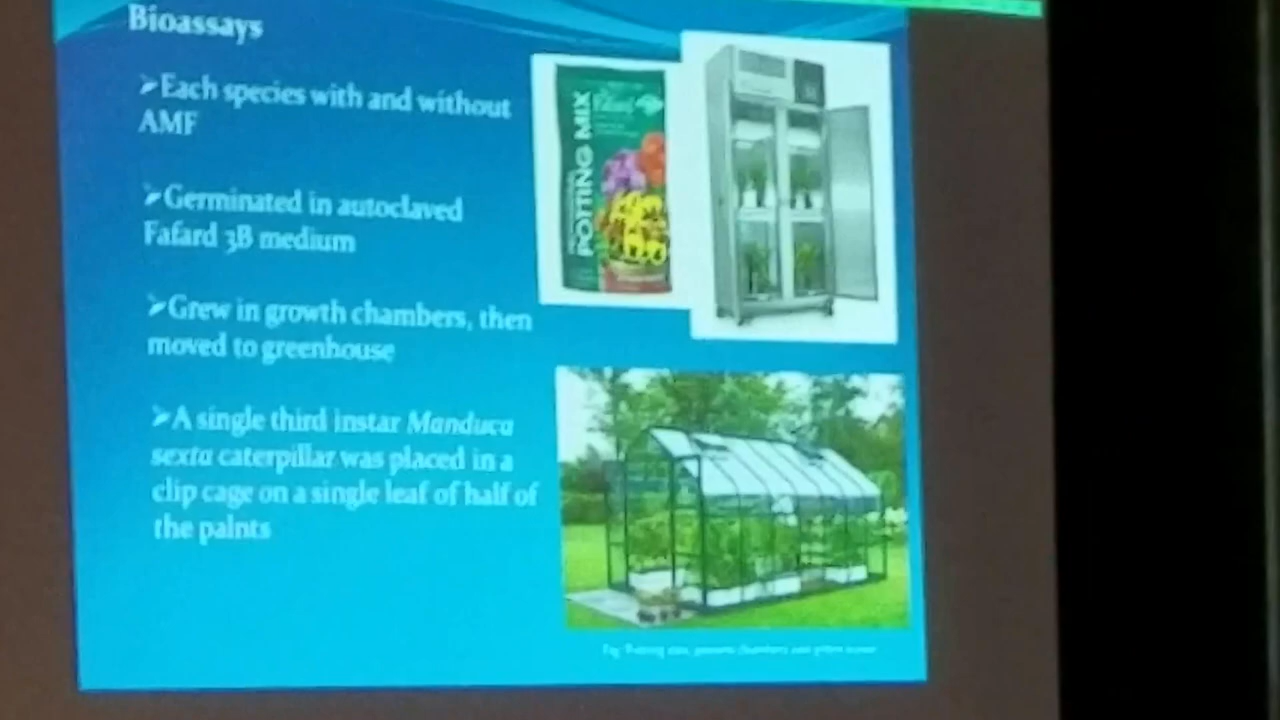 Bioassays
➢Each species with and without
AMF
➢Germinated in autoclaved
Fafard 3B medium
➢Grew in growth chambers, then
moved to greenhouse
➢A single third instar Manduca
sexta caterpillar was placed in a
clip cage on a single leaf of half of
the palnts
POTTING MIX
Fafard